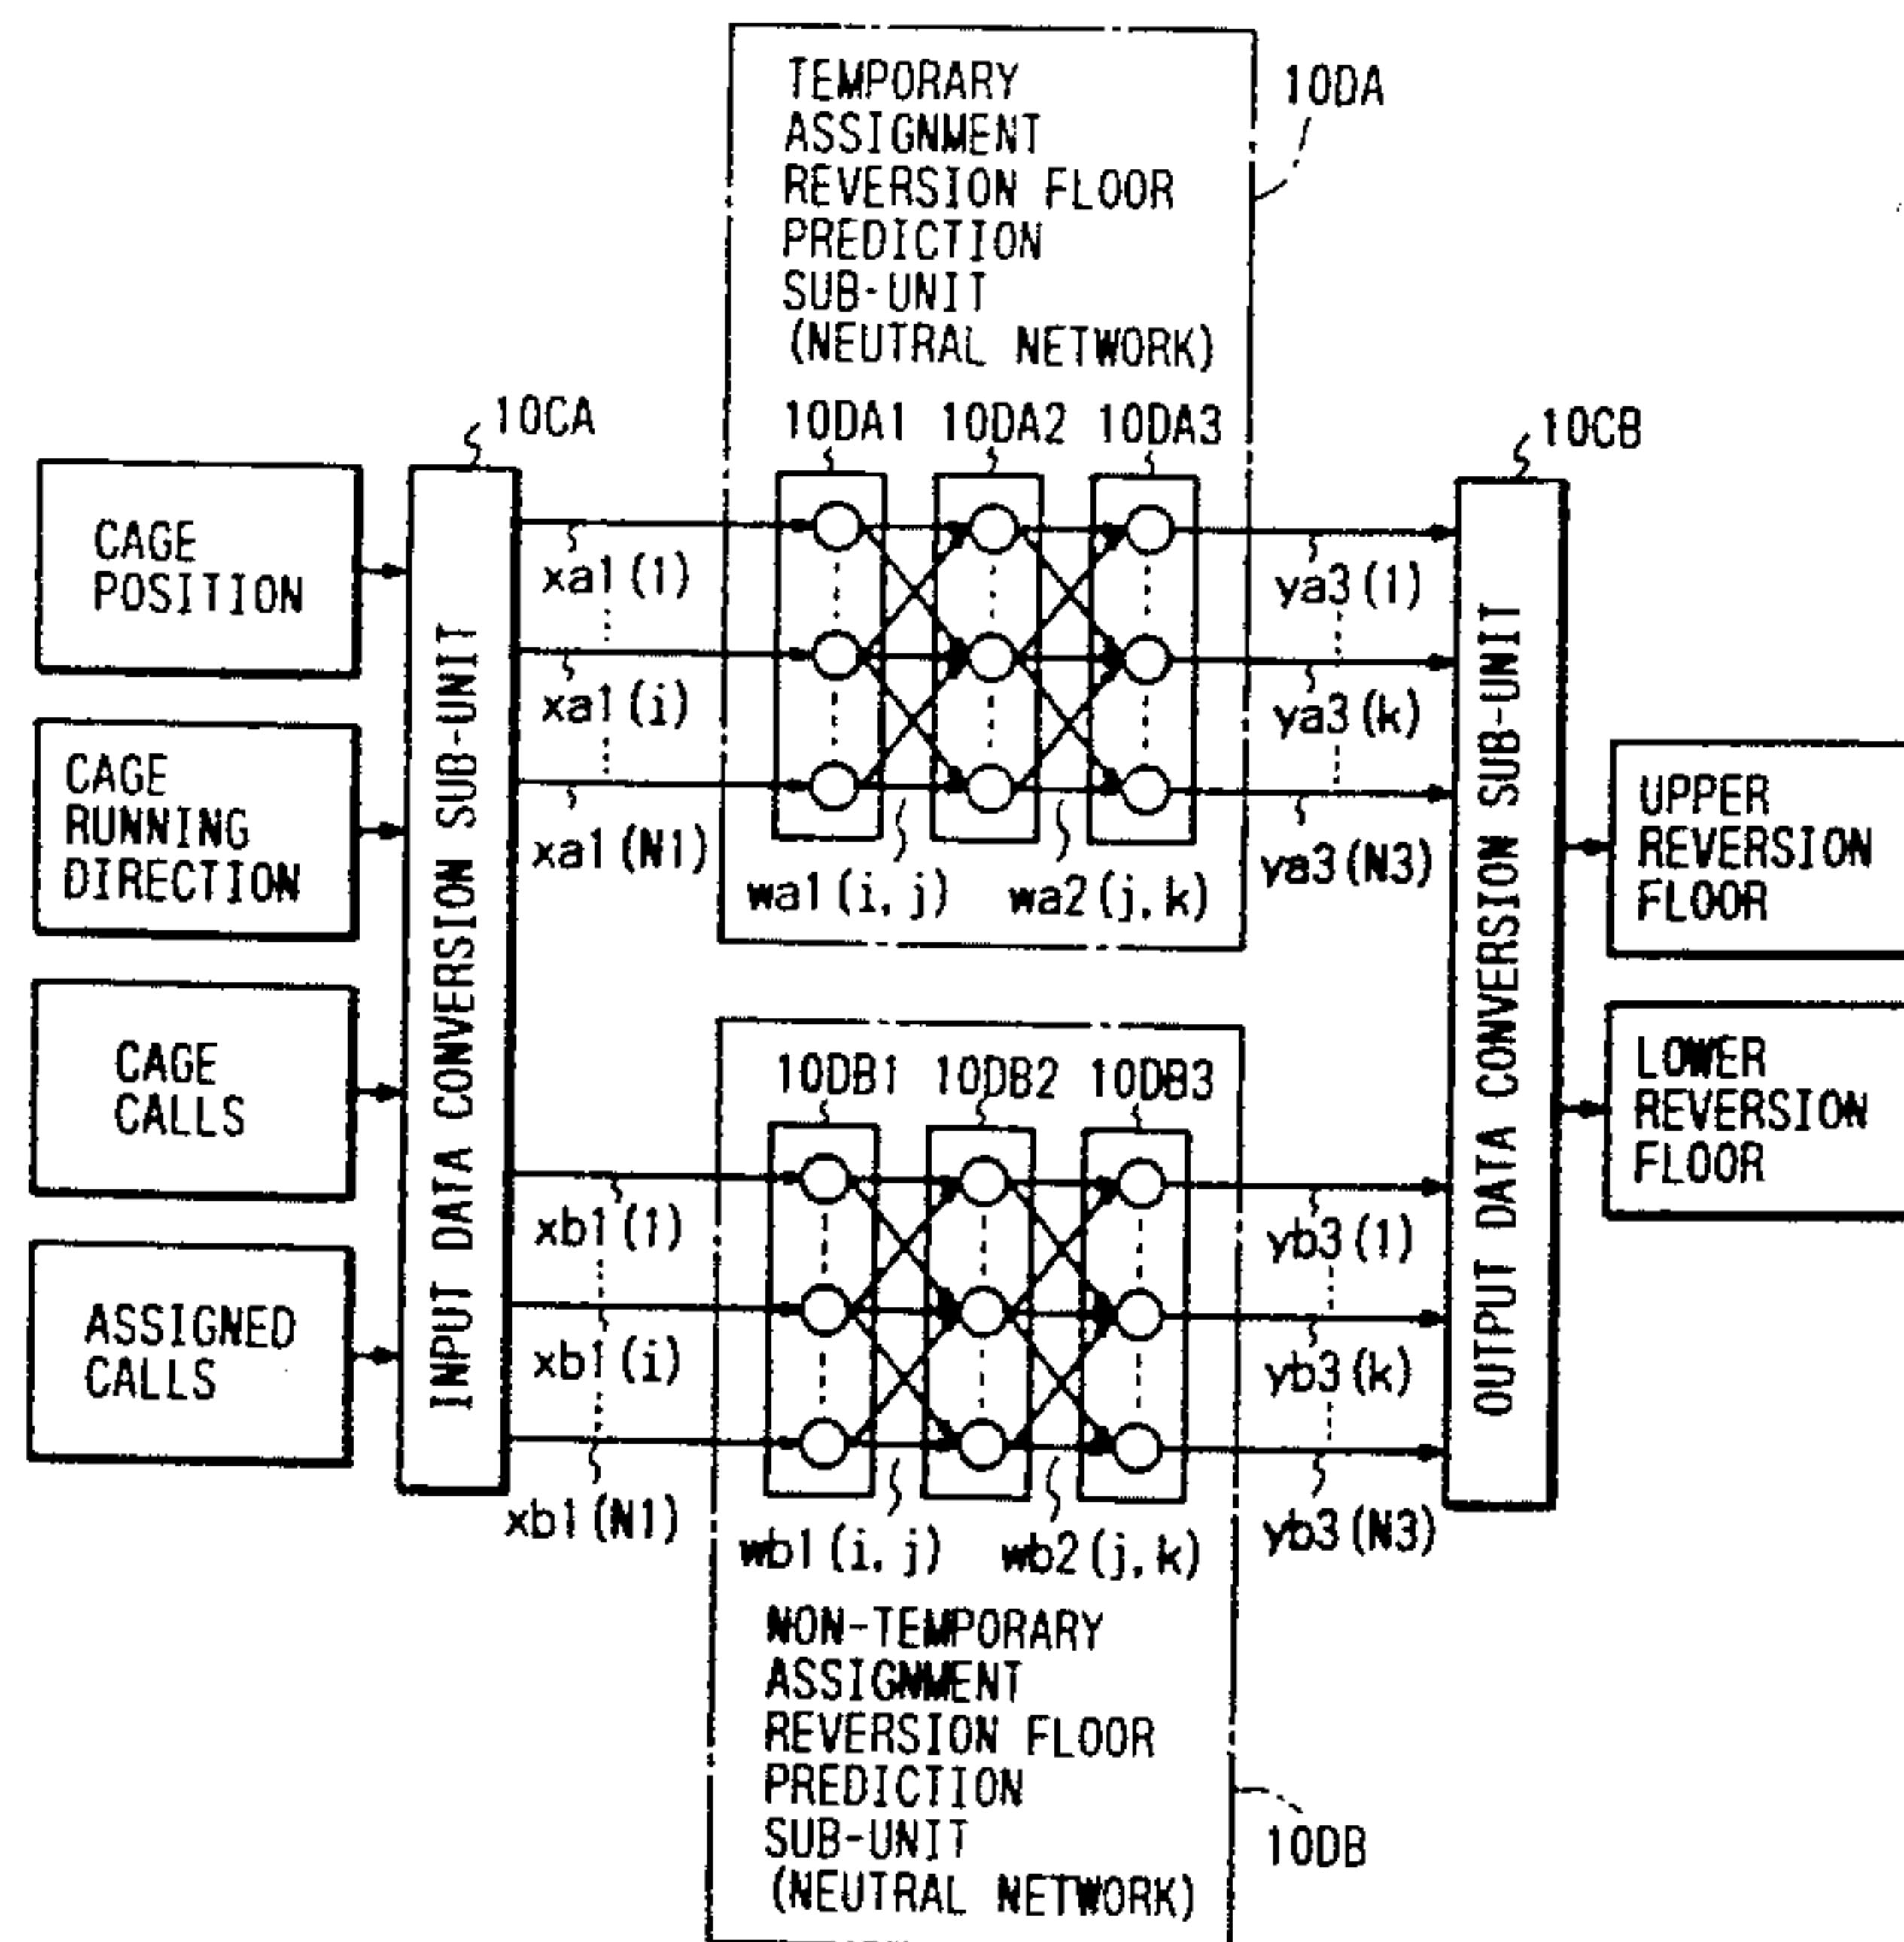 TEMPORARY
ASSIGNMENT
REVERSION FLOOR
PREDICTION
SUB-UNIT
(NEUTRAL NETWORK)
10DA
10CA
10DA1
10DA2
10DA3
10CB
CAGE
POSITION
CAGE
RUNNING
DIRECTION
CAGE
CALLS
ASSIGNED
CALLS
INPUT DATA CONVERSION SUB-UNIT
xa1(1)
xa1(i)
xa1(N1)
wa1(i,j)
wa2(j,k)
ya3(1)
ya3(k)
ya3(N3)
OUTPUT DATA CONVERSION SUB-UNIT
UPPER
REVERSION
FLOOR
LOWER
REVERSION
FLOOR
10DB1
10DB2
10DB3
xb1(1)
xb1(i)
xb1(N1)
wb1(i,j)
wb2(j,k)
yb3(1)
yb3(k)
yb3(N3)
NON-TEMPORARY
ASSIGNMENT
REVERSION FLOOR
PREDICTION
SUB-UNIT
(NEUTRAL NETWORK)
10DB